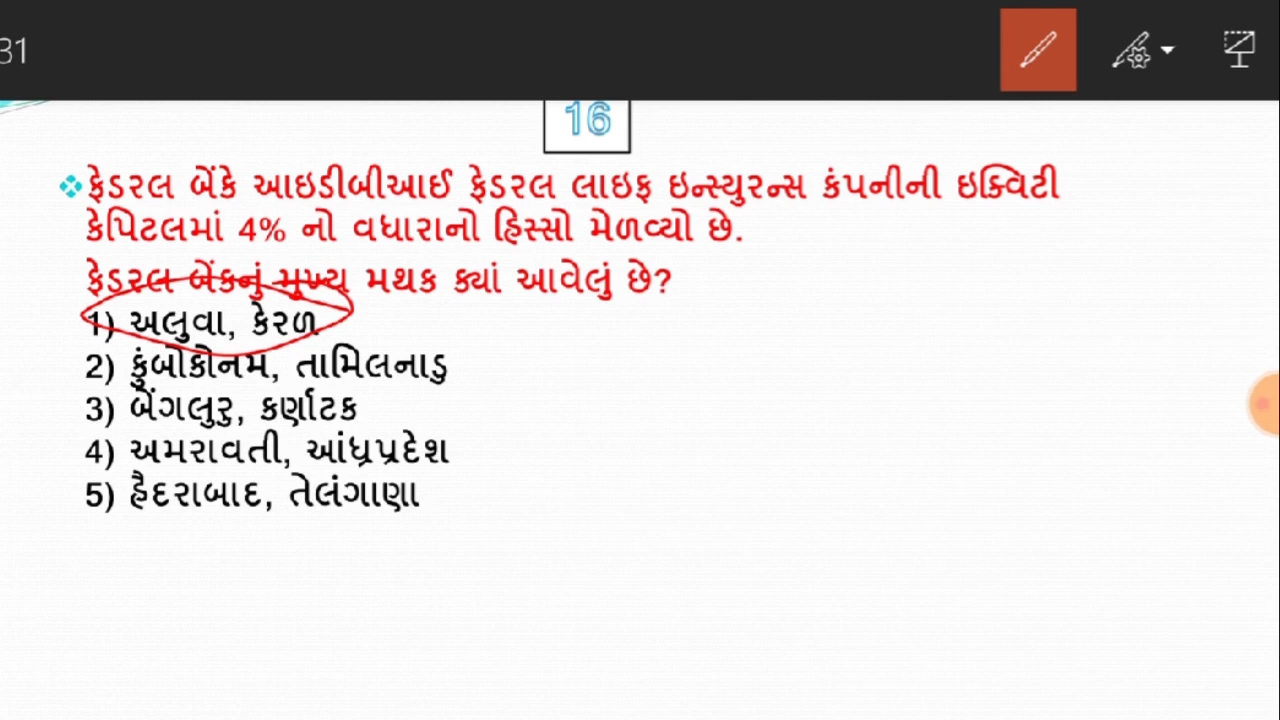 31
16
ફેડરલ બેંકે આઇડીબીઆઈ ફેડરલ લાઇફ ઇન્સ્યુરન્સ કંપનીની ઇક્વિટી
કેપિટલમાં 4% નો વધારાનો હિસ્સો મેળવ્યો છે.
ફેડરલ બેંકનું મુખ્ય મથક ક્યાં આવેલું છે?
1) અલુવા, કેરળ
2) કુંબોકોનમ, તામિલનાડુ
3) બેંગલુરુ, કર્ણાટક
4) અમરાવતી, આંધ્રપ્રદેશ
5) હૈદરાબાદ, તેલંગાણા